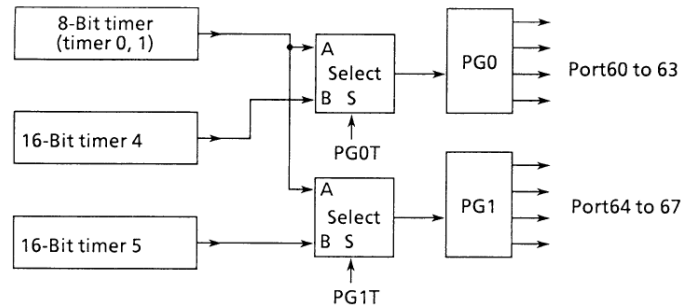 8-Bit timer
(timer 0, 1)
A
Select
B S
PG0T
PG0
Port60 to 63
16-Bit timer 4
A
Select
B S
PG1T
PG1
Port64 to 67
16-Bit timer 5